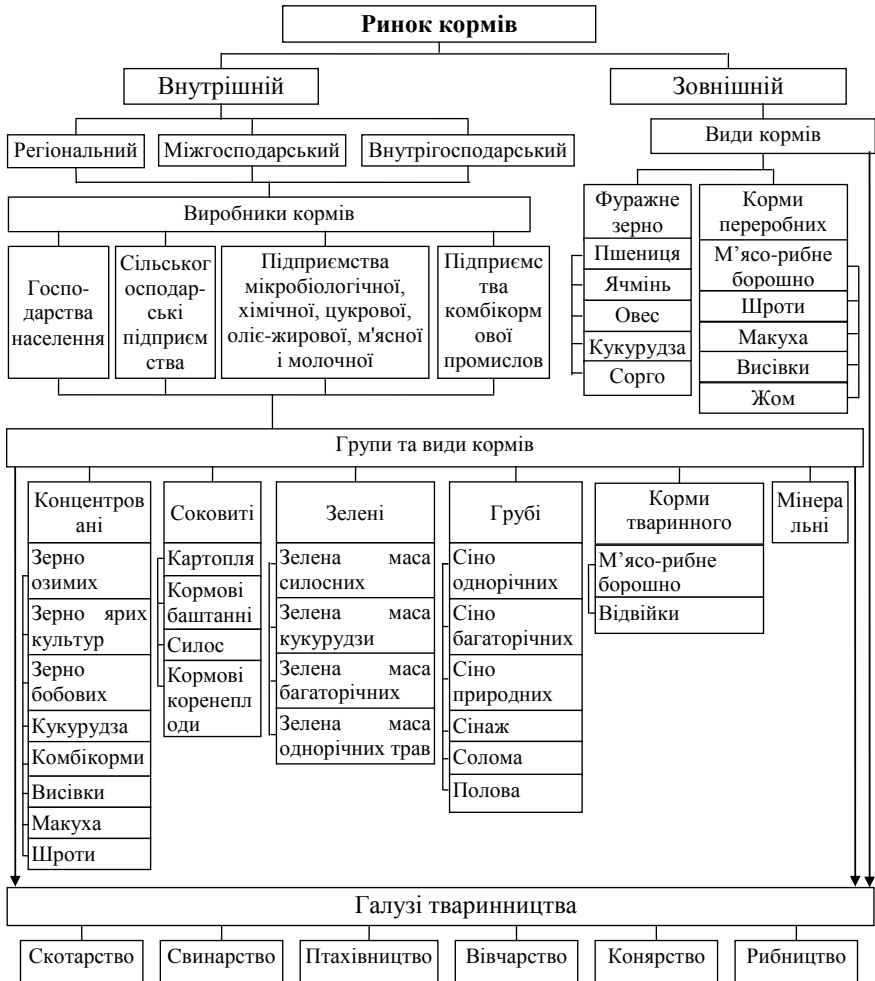 Ринок кормів
Внутрішній
Зовнішній
Регіональний
Міжгосподарський
Внутрігосподарський
Види кормів
Виробники кормів
Госпо-
дарства
населення
Сільськог
осподар-
ські
підприєм
ства
Підприємства
мікробіологічної,
хімічної, цукрової,
оліє-жирової, м'ясної
і молочної
Підприємс
тва
комбікорм
ової
промислов
Фуражне
зерно
Пшениця
Ячмінь
Овес
Кукурудза
Сорго
Корми
переробних
М’ясо-рибне
борошно
Шроти
Макуха
Висівки
Жом
Групи та види кормів
Концентров
ані
Зерно
озимих
Зерно ярих
культур
Зерно
бобових
Кукурудза
Комбікорми
Висівки
Макуха
Шроти
Соковиті
Картопля
Кормові
баштанні
Силос
Кормові
коренепл
оди
Зелені
Зелена маса
силосних
Зелена маса
кукурудзи
Зелена маса
багаторічних
Зелена маса
однорічних трав
Грубі
Сіно
однорічних
Сіно
багаторічних
Сіно
природних
Сінаж
Солома
Полова
Корми
тваринного
М’ясо-рибне
борошно
Відвійки
Мінера
льні
Галузі тваринництва
Скотарство
Свинарство
Птахівництво
Вівчарство
Конярство
Рибництво